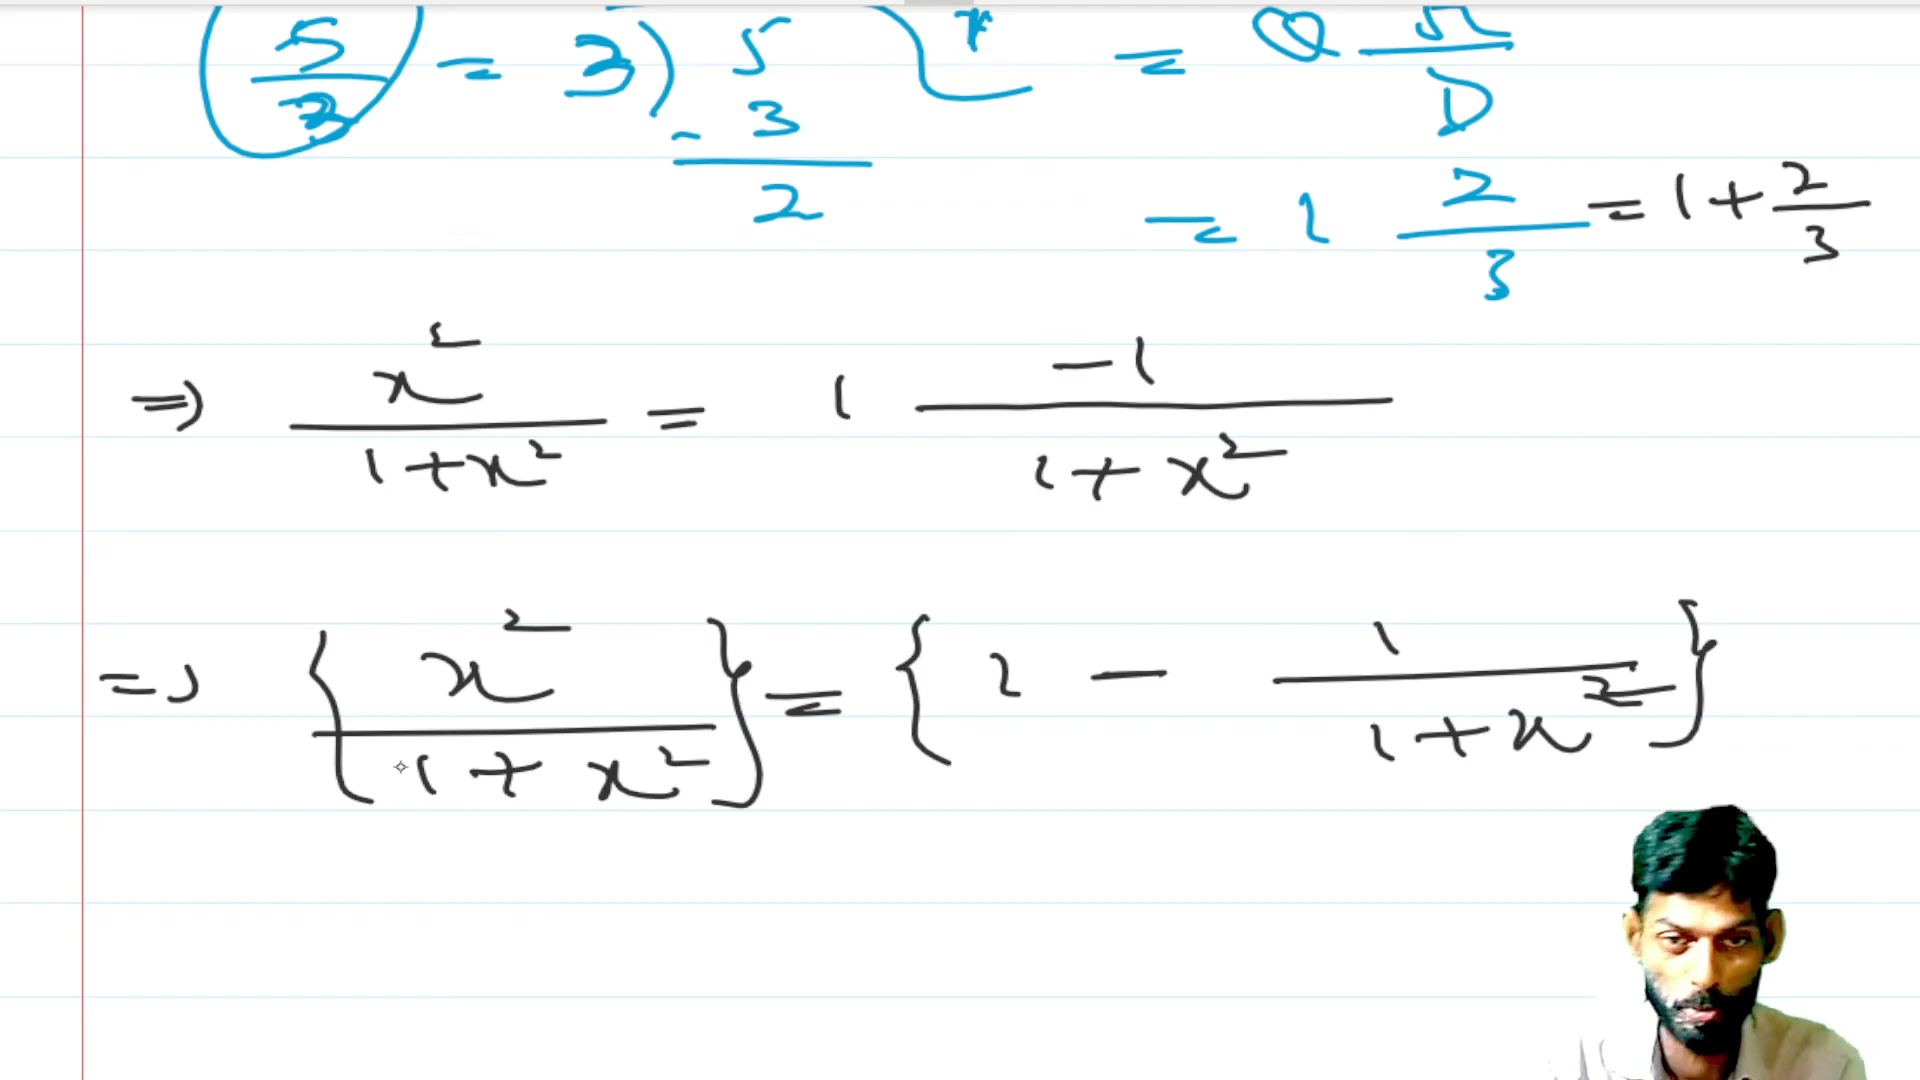 5/3 = 3) 5 = Q R/D
- 3
2 = 1 2/3 = 1 + 2/3
=> x²/(1+x²) = 1 -1/(1+x²)
=> {x²/(1+x²)} = {1 - 1/(1+x²)}